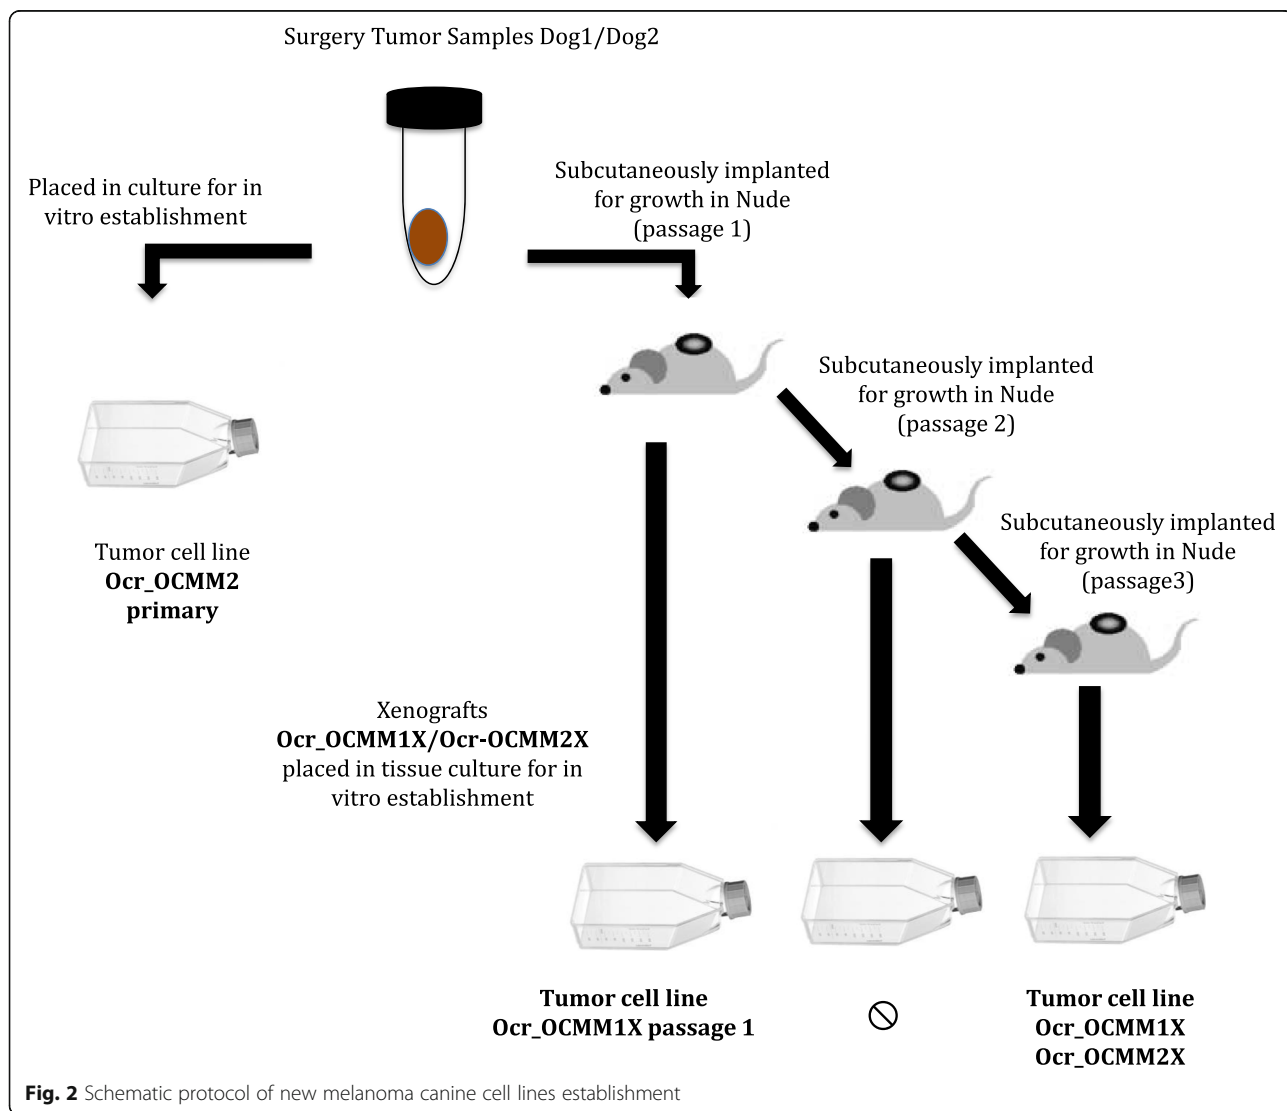 Surgery Tumor Samples Dog1/Dog2
Placed in culture for in
vitro establishment
Subcutaneously implanted
for growth in Nude
(passage 1)
Subcutaneously implanted
for growth in Nude
(passage 2)
Subcutaneously implanted
for growth in Nude
(passage3)
Tumor cell line
Ocr_OCMM2
primary
Xenografts
Ocr_OCMM1X/Ocr-OCMM2X
placed in tissue culture for in
vitro establishment
Tumor cell line
Ocr_OCMM1X passage 1
Tumor cell line
Ocr_OCMM1X
Ocr_OCMM2X
Fig. 2 Schematic protocol of new melanoma canine cell lines establishment